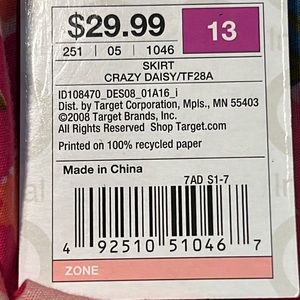 $29.99
13
251 | 05 | 1046
SKIRT
CRAZY DAISY/TF28A
ID108470_DES08_01A16_i
Dist. by Target Corporation, Mpls., MN 55403
©2008 Target Brands, Inc.
All Rights Reserved Shop Target.com
Printed on 100% recycled paper
Made in China
7AD S1-7
4 92510 51046 7
ZONE